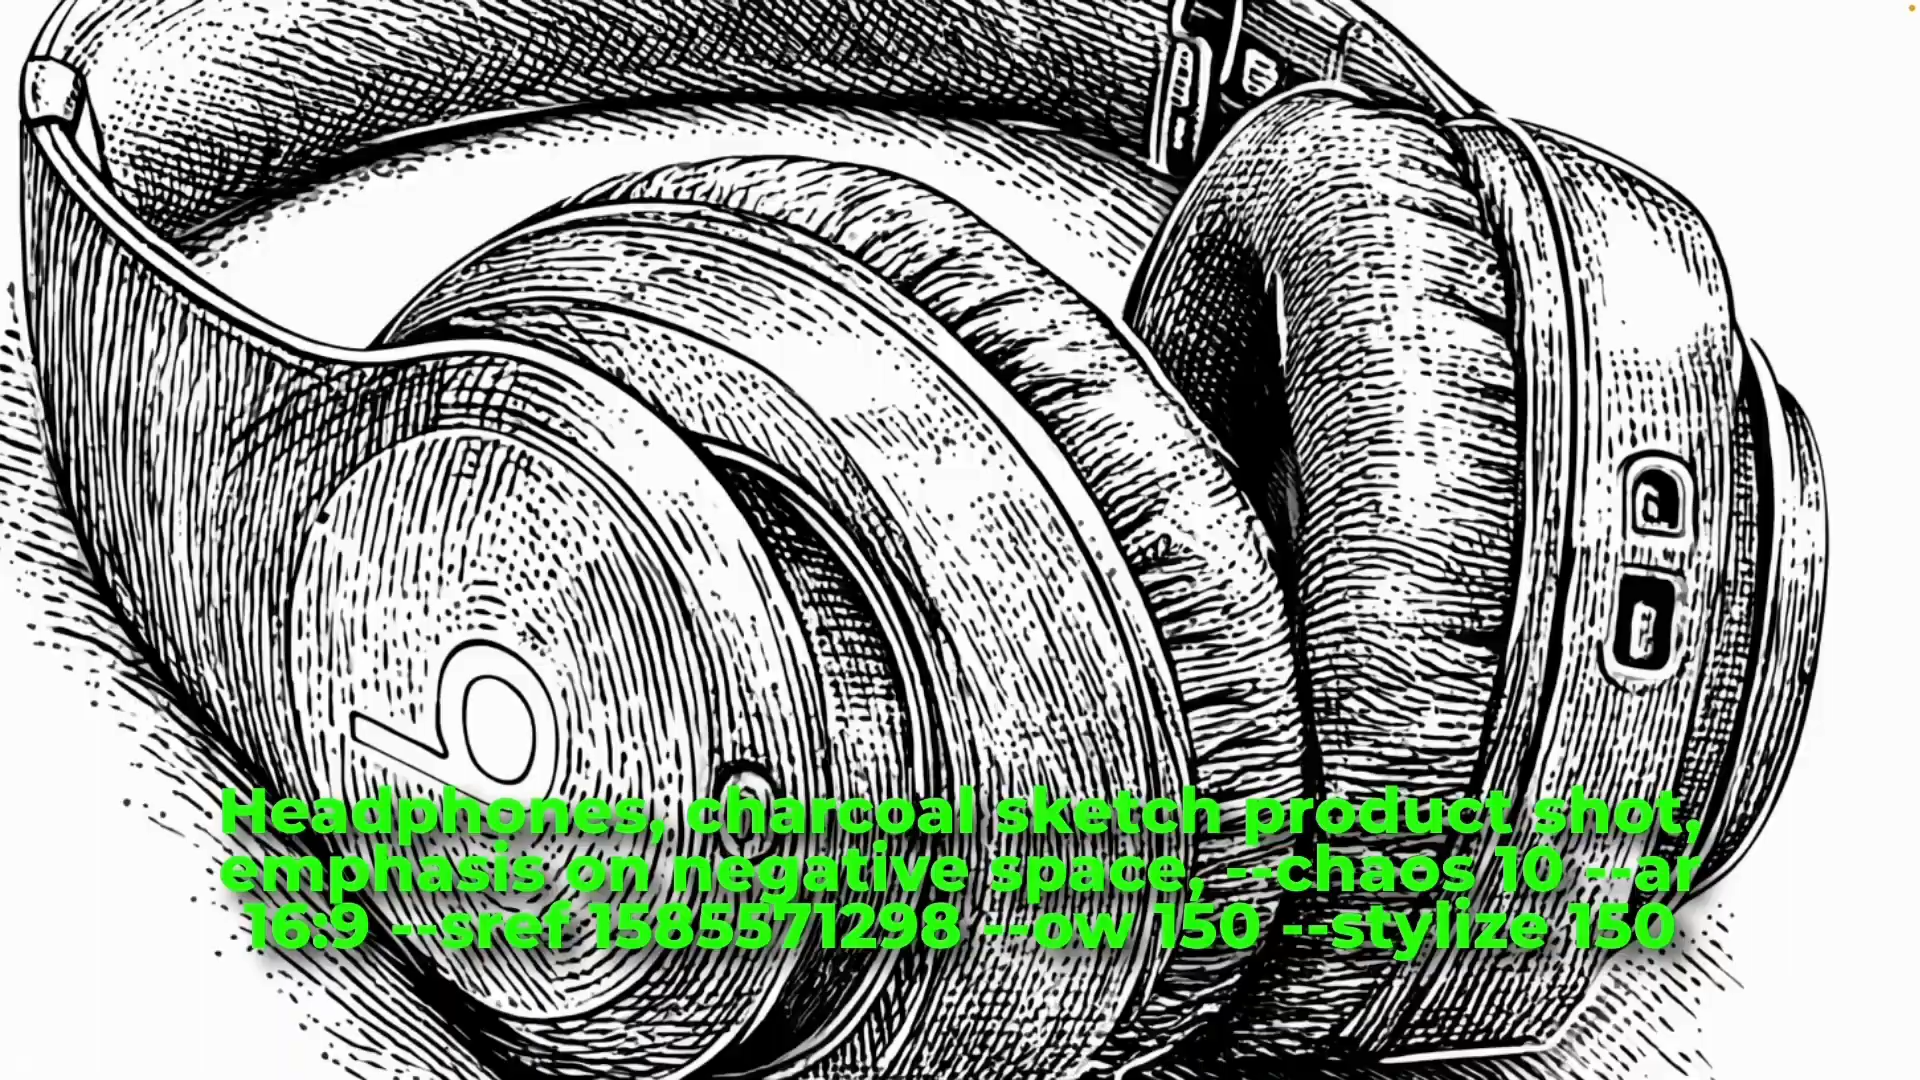 b
Headphones, charcoal sketch product shot,
emphasis on negative space, --chaos 10 --ar
16:9 --sref 1585571298 --ow 150 --stylize 150